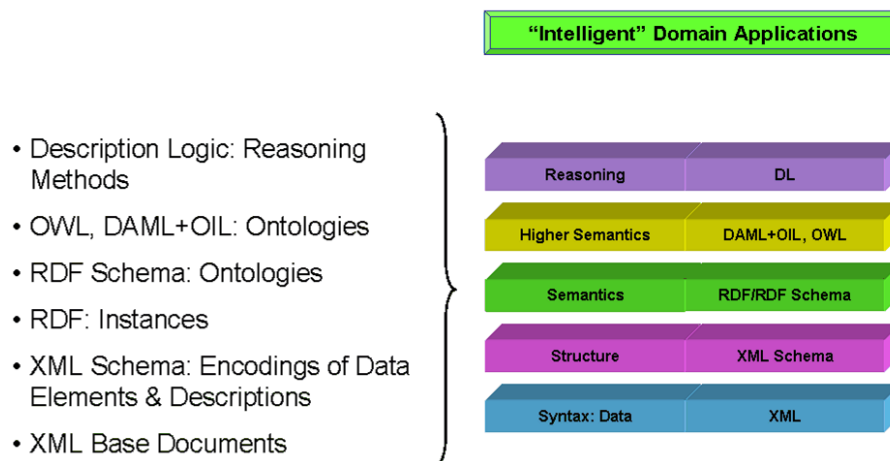 “Intelligent” Domain Applications
• Description Logic: Reasoning
Methods
• OWL, DAML+OIL: Ontologies
• RDF Schema: Ontologies
• RDF: Instances
• XML Schema: Encodings of Data
Elements & Descriptions
• XML Base Documents
Reasoning DL
Higher Semantics DAML+OIL, OWL
Semantics RDF/RDF Schema
Structure XML Schema
Syntax: Data XML